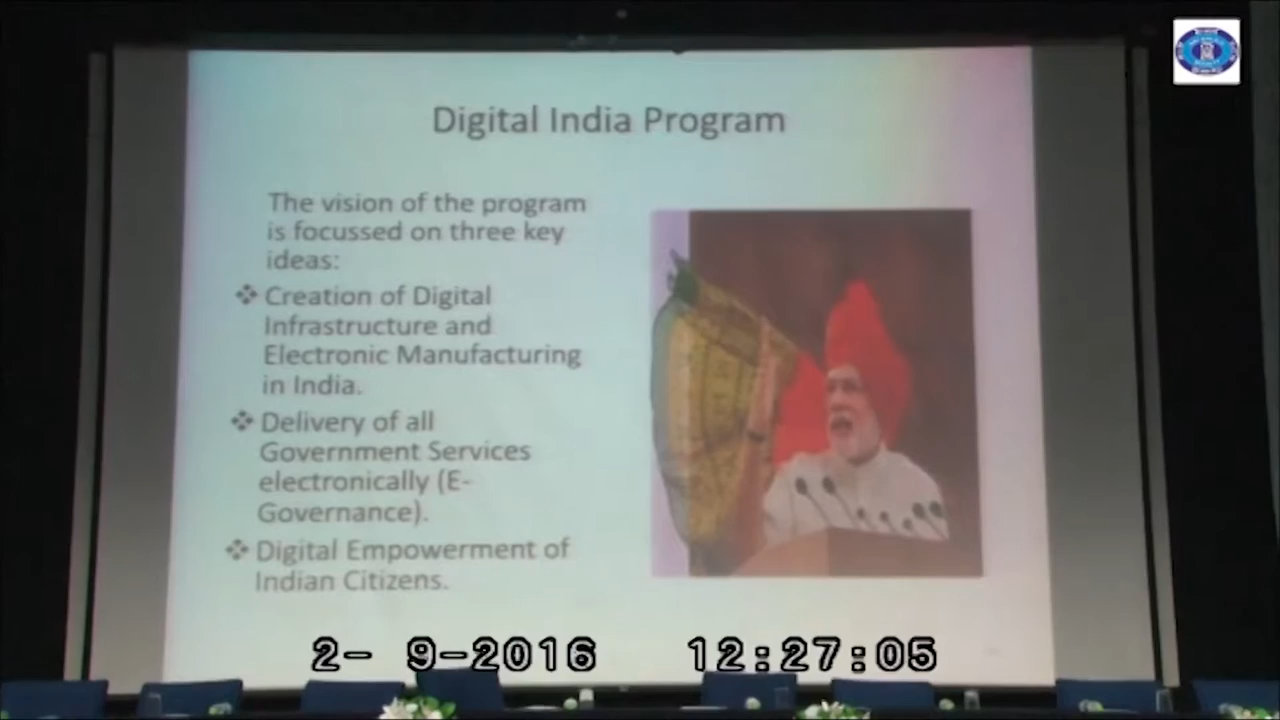 Digital India Program
The vision of the program
is focussed on three key
ideas:
❖ Creation of Digital
Infrastructure and
Electronic Manufacturing
in India.
❖ Delivery of all
Government Services
electronically (E-
Governance).
❖ Digital Empowerment of
Indian Citizens.
2- 9-2016 12:27:05